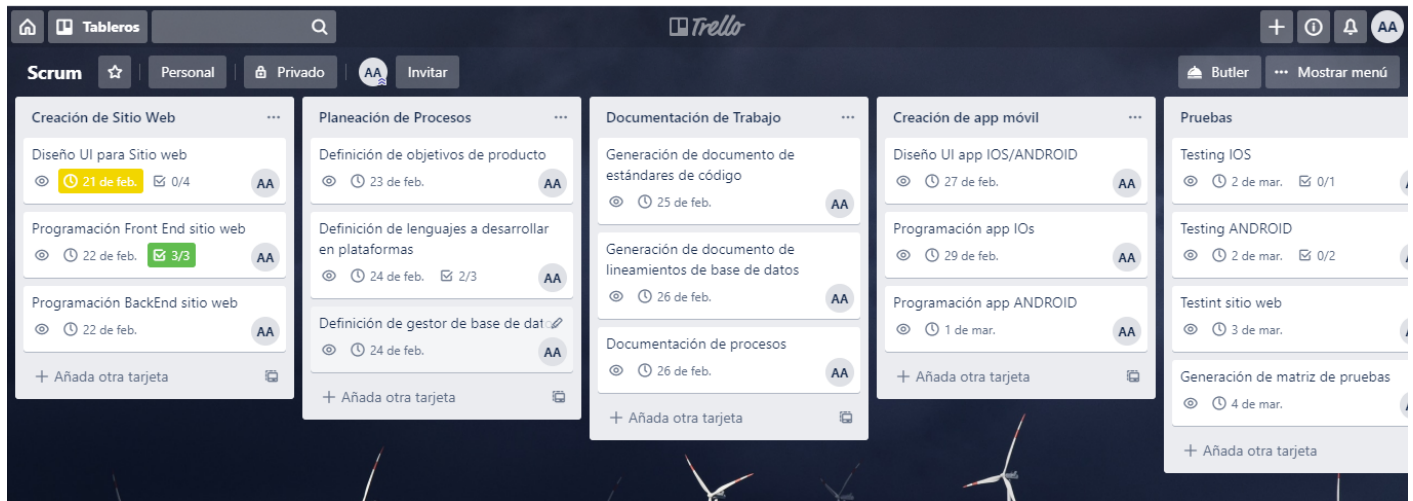 Tableros
Trello
AA
Scrum
Personal
Privado
AA
Invitar
Butler
Mostrar menú
Creación de Sitio Web
Diseño UI para Sitio web
21 de feb. 0/4 AA
Programación Front End sitio web
22 de feb. 3/3 AA
Programación BackEnd sitio web
22 de feb. AA
+ Añada otra tarjeta
Planeación de Procesos
Definición de objetivos de producto
23 de feb. AA
Definición de lenguajes a desarrollar
en plataformas
24 de feb. 2/3 AA
Definición de gestor de base de
24 de feb. AA
+ Añada otra tarjeta
Documentación de Trabajo
Generación de documento de
estándares de código
25 de feb. AA
Generación de documento de
lineamientos de base de datos
26 de feb. AA
Documentación de procesos
26 de feb. AA
+ Añada otra tarjeta
Creación de app móvil
Diseño UI app IOS/ANDROID
27 de feb. AA
Programación app IOs
29 de feb. AA
Programación app ANDROID
1 de mar. AA
+ Añada otra tarjeta
Pruebas
Testing IOS
2 de mar. 0/1
Testing ANDROID
2 de mar. 0/2
Testint sitio web
3 de mar.
Generación de matriz de pruebas
4 de mar.
+ Añada otra tarjeta